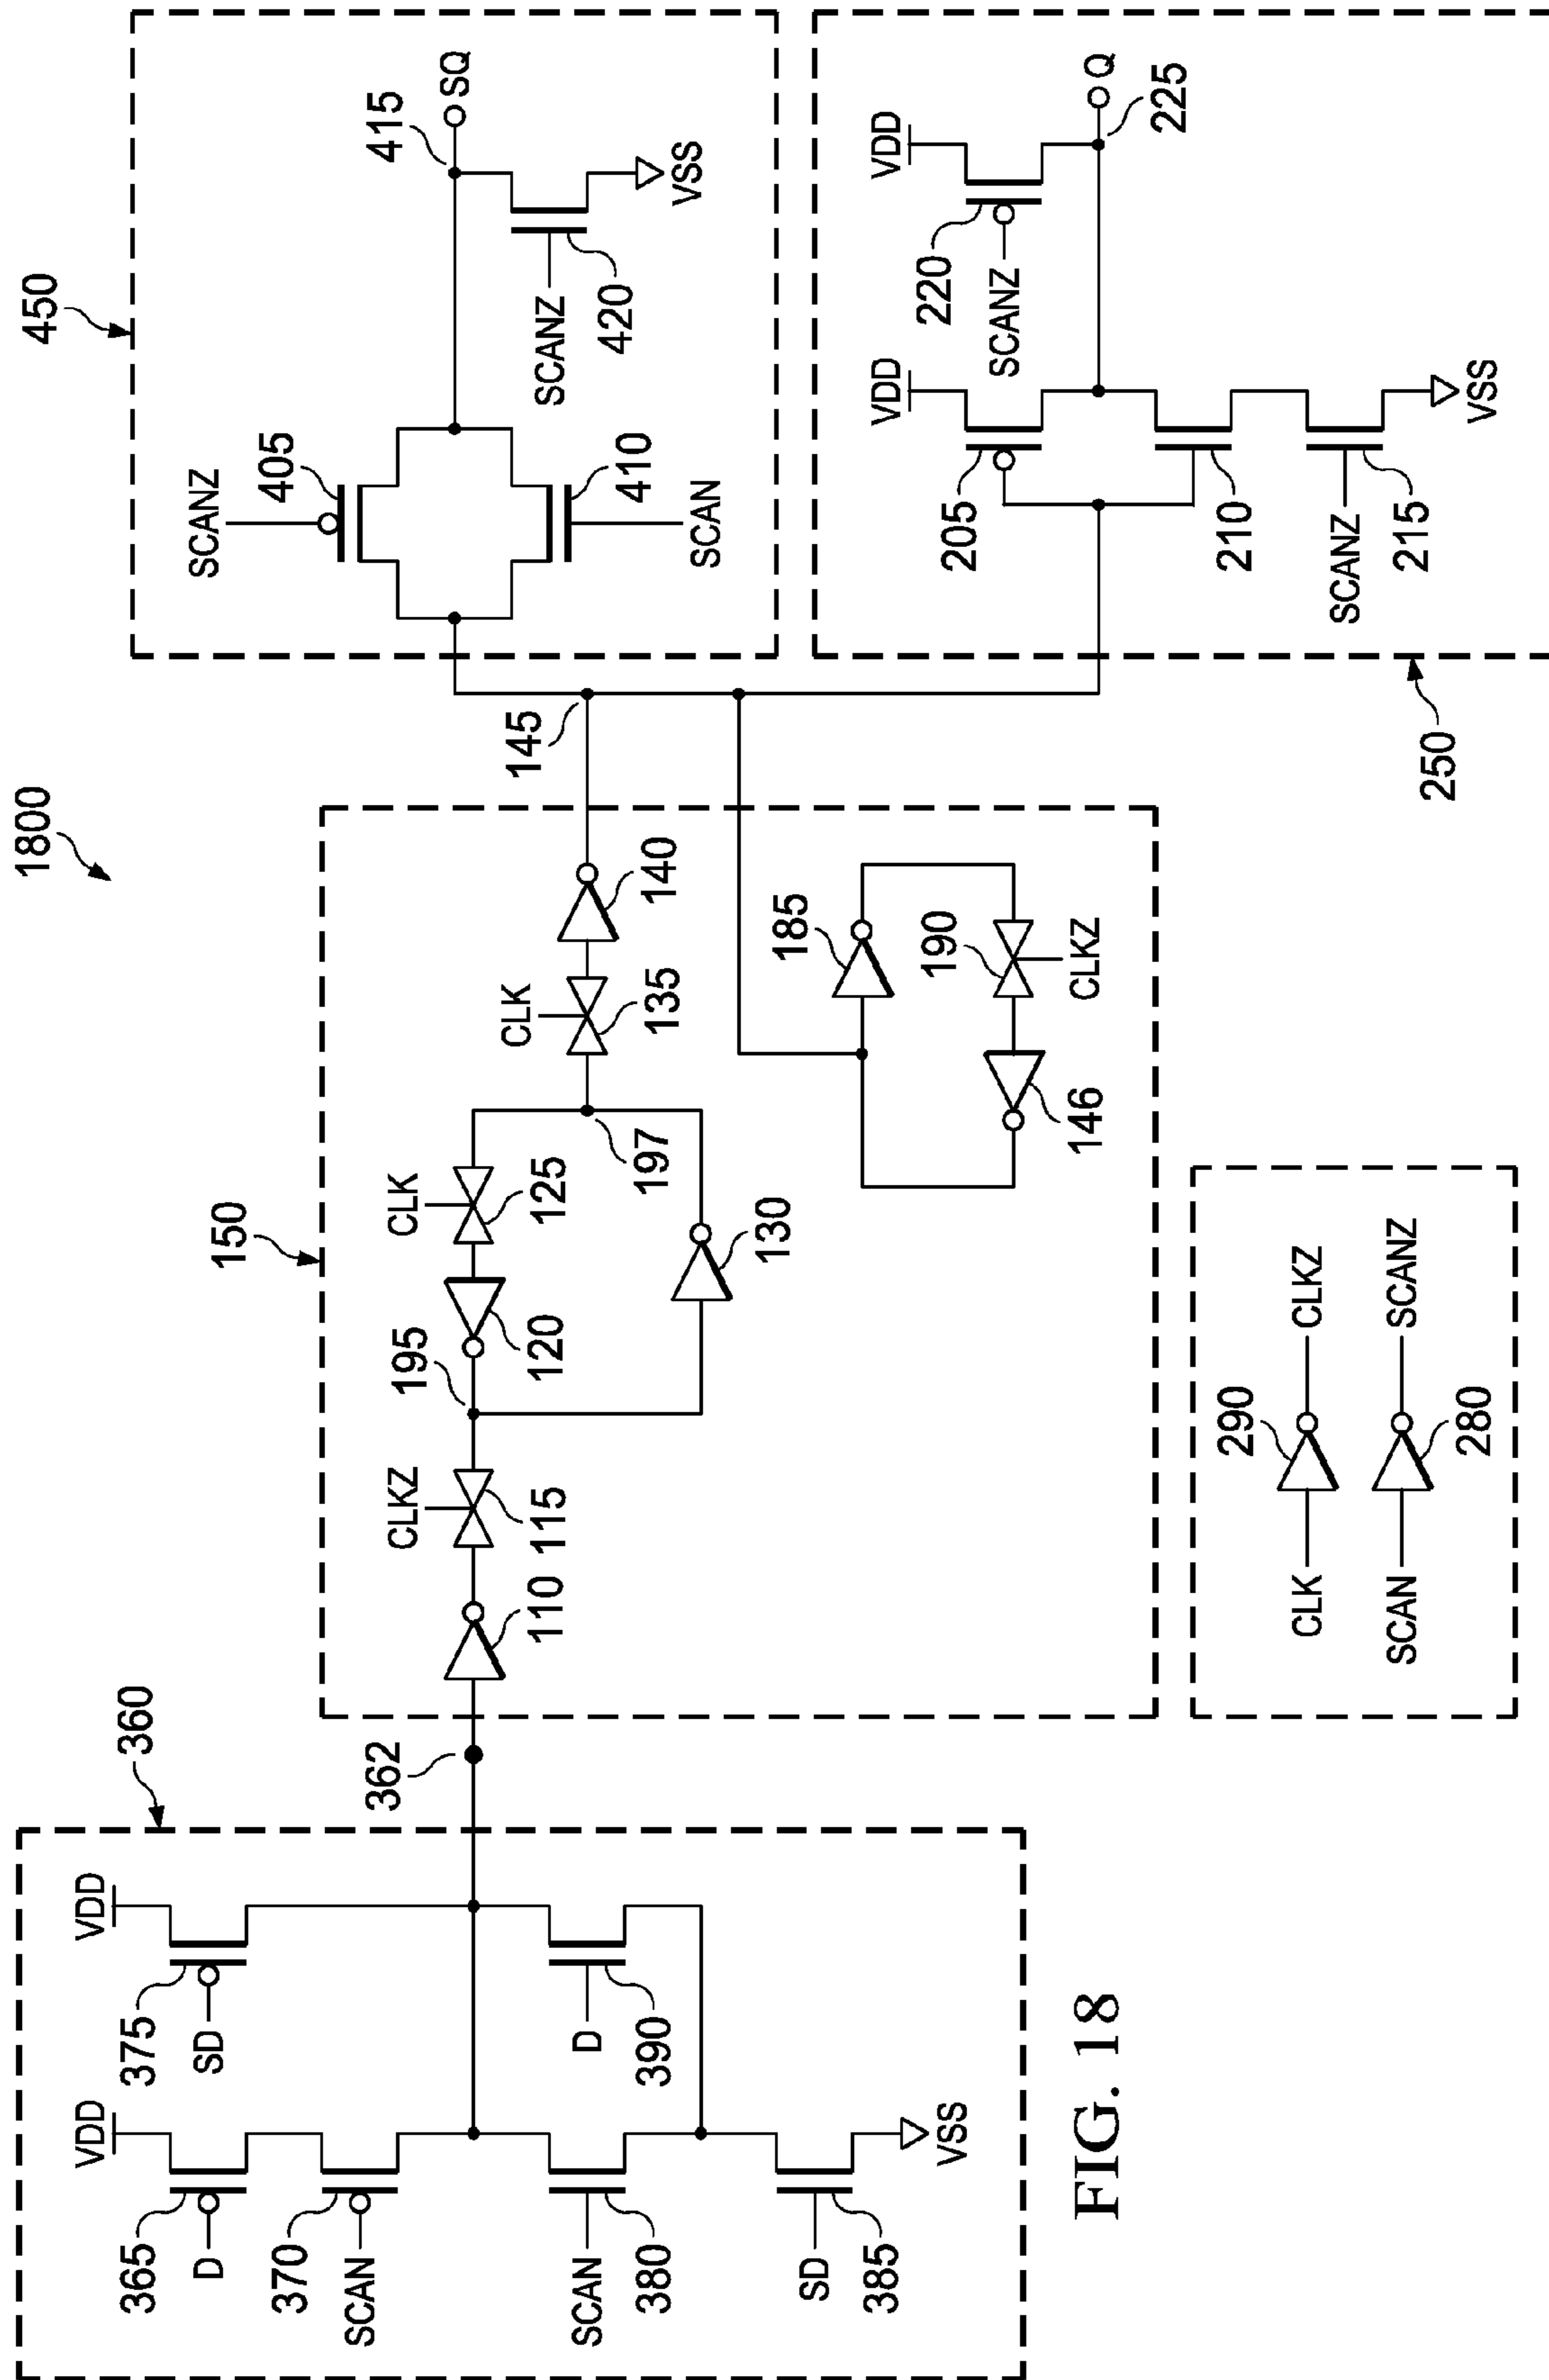 1800
360
VDD
VDD
365
D
375
SD
370
SCAN
SCAN
380
D
390
SD
385
VSS
362
150
110
CLKZ
115
195
120
CLK
125
130
197
CLK
135
140
185
190
CLKZ
146
145
CLK
290
CLKZ
SCAN
280
SCANZ
450
SCANZ
405
SCAN
410
415
SQ
SCANZ
420
VSS
250
VDD
VDD
205
220
SCANZ
Q
225
210
SCANZ
215
VSS
FIG. 18